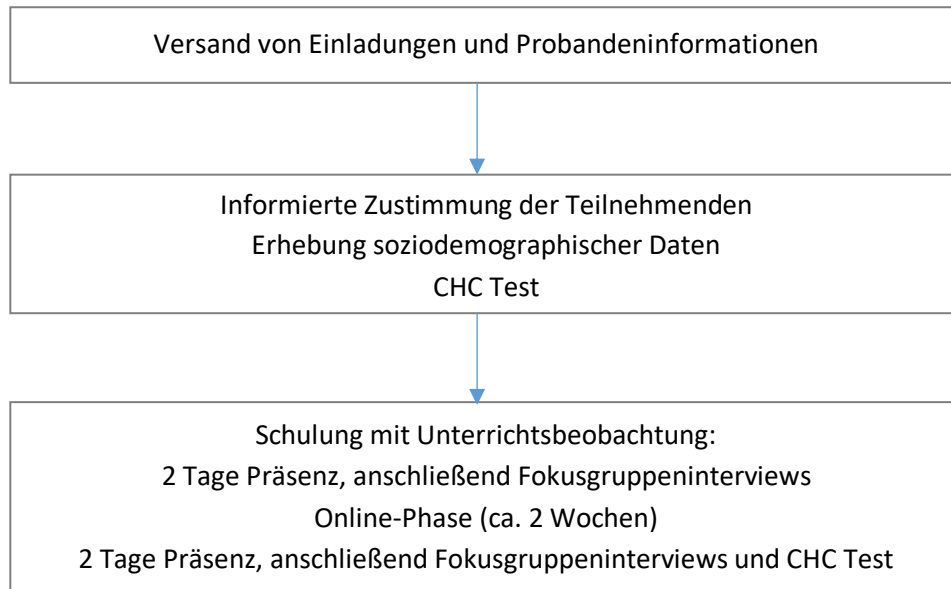 Versand von Einladungen und Probandeninformationen
Informierte Zustimmung der Teilnehmenden
Erhebung soziodemographischer Daten
CHC Test
Schulung mit Unterrichtsbeobachtung:
2 Tage Präsenz, anschließend Fokusgruppeninterviews
Online-Phase (ca. 2 Wochen)
2 Tage Präsenz, anschließend Fokusgruppeninterviews und CHC Test